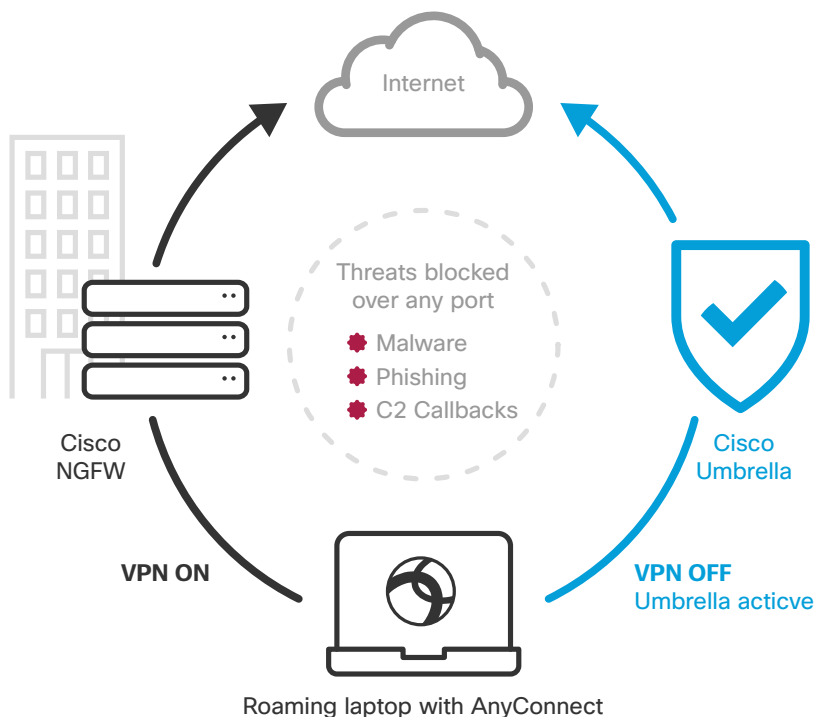 Internet
Threats blocked
over any port
Malware
Phishing
C2 Callbacks
Cisco
NGFW
Cisco
Umbrella
VPN ON
VPN OFF
Umbrella acticve
Roaming laptop with AnyConnect